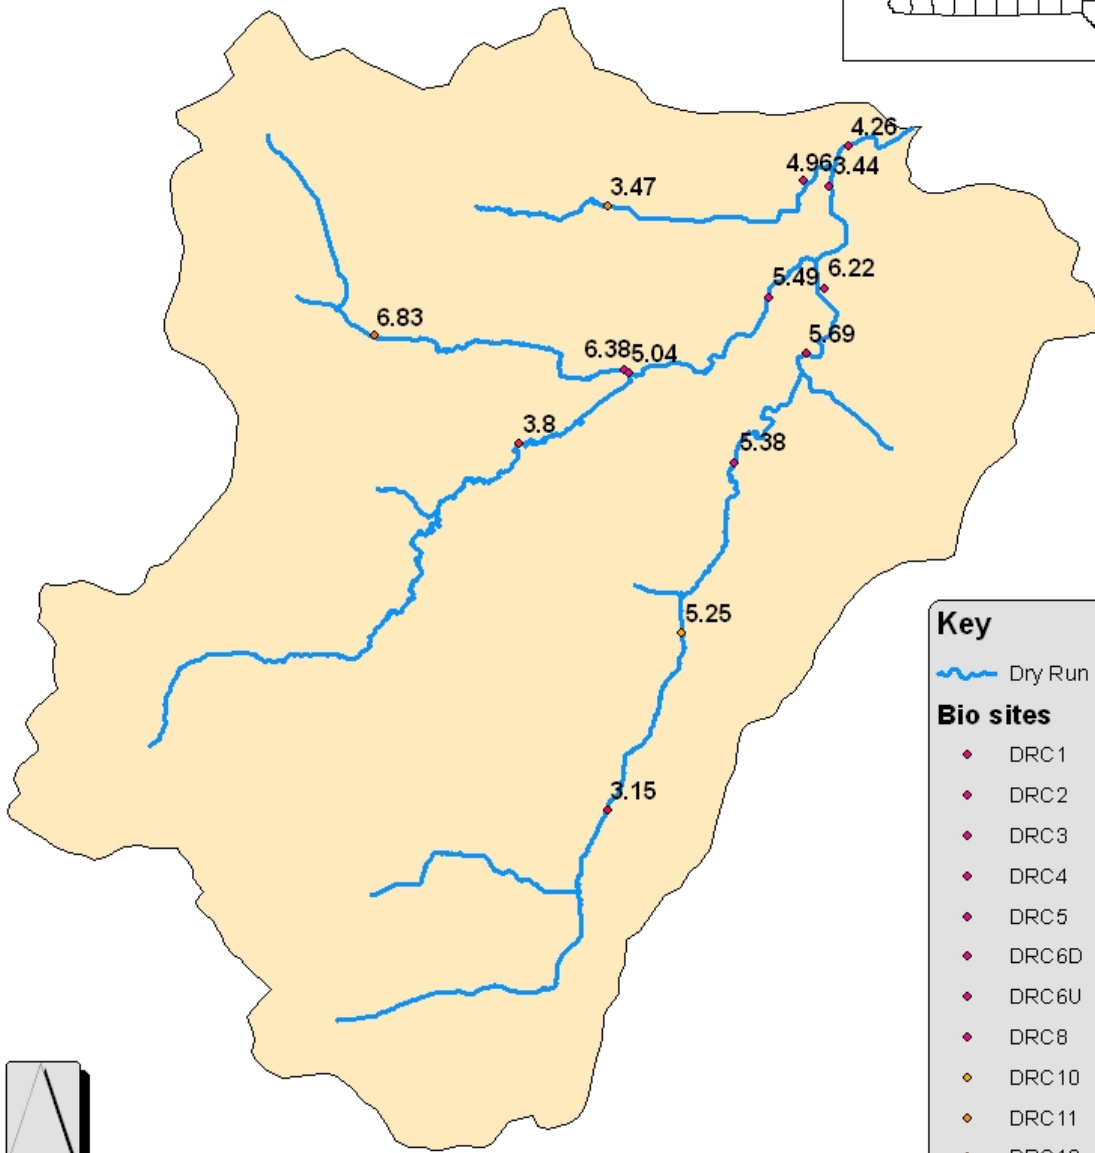 4.26
4.96
3.44
3.47
6.22
5.49
6.83
5.69
6.38
5.04
3.8
5.38
5.25
3.15
Key
Dry Run
Bio sites
DRC1
DRC2
DRC3
DRC4
DRC5
DRC6D
DRC6U
DRC8
DRC10
DRC11